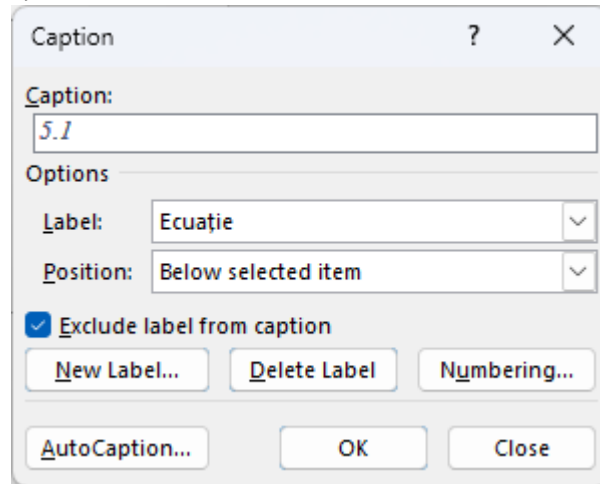 Caption ?
Caption:
5.1
Options
Label: Ecuație
Position: Below selected item
Exclude label from caption
New Label... Delete Label Numbering...
AutoCaption... OK Close